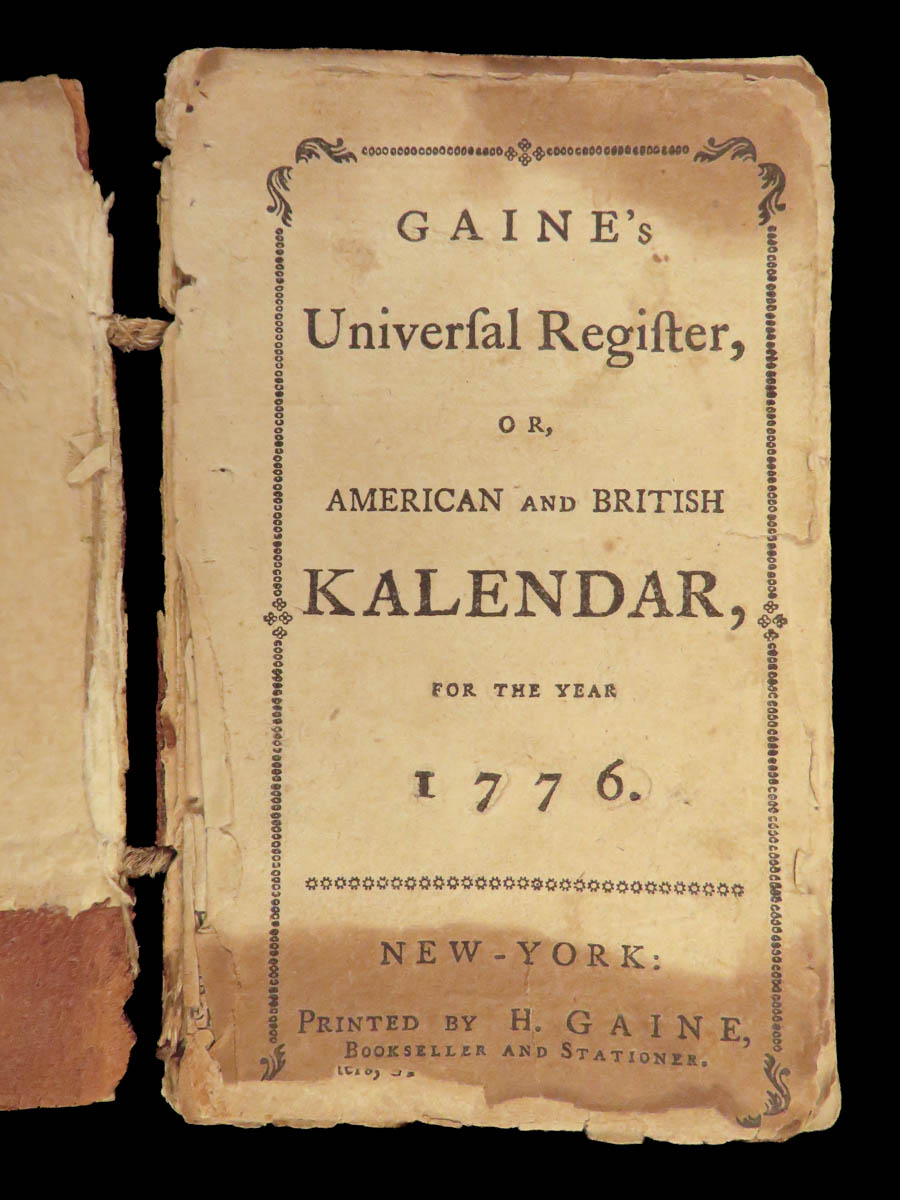 GAINE's
Univerſal Regiſter,
OR,
AMERICAN AND BRITISH
KALENDAR,
FOR THE YEAR
1776.
NEW-YORK:
PRINTED BY H. GAINE,
BOOKSELLER AND STATIONER.